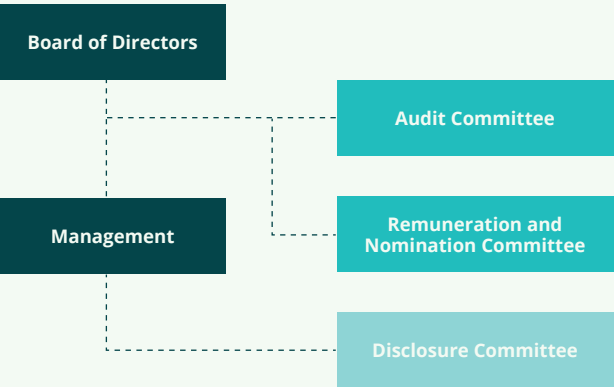 Board of Directors
Audit Committee
Management
Remuneration and
Nomination Committee
Disclosure Committee